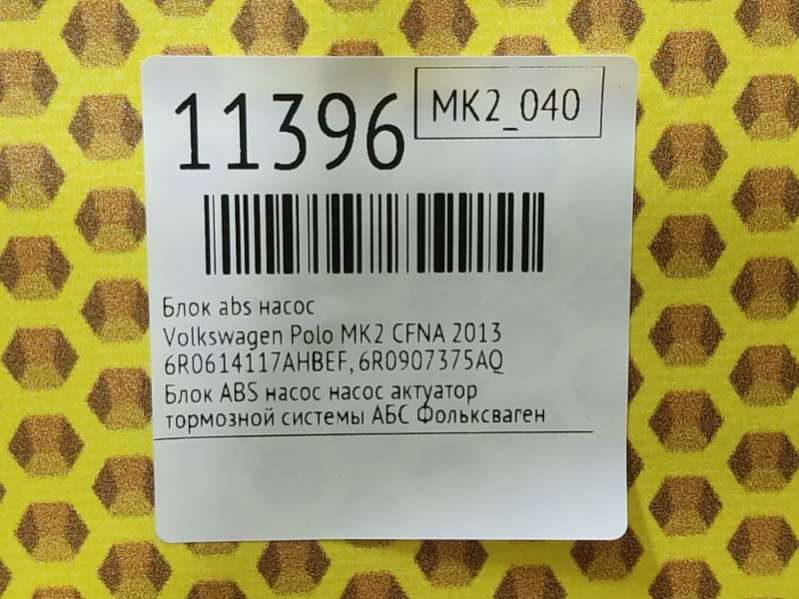 11396
MK2_040
Блок abs насос
Volkswagen Polo MK2 CFNA 2013
6R0614117AHBEF, 6R0907375AQ
Блок ABS насос насос актуатор
тормозной системы АБС Фольксваген